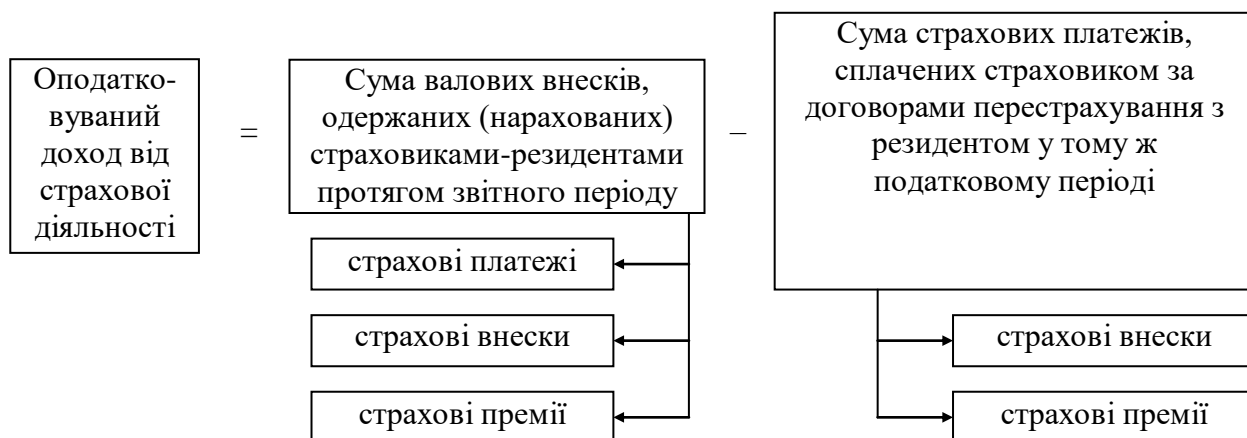 Оподатко-
вуваний
доход від
страхової
діяльності
=
Сума валових внесків,
одержаних (нарахованих)
страховиками-резидентами
протягом звітного періоду
–
Сума страхових платежів,
сплачених страховиком за
договорами перестрахування з
резидентом у тому ж
податковому періоді
страхові платежі
страхові внески
страхові премії
страхові внески
страхові премії